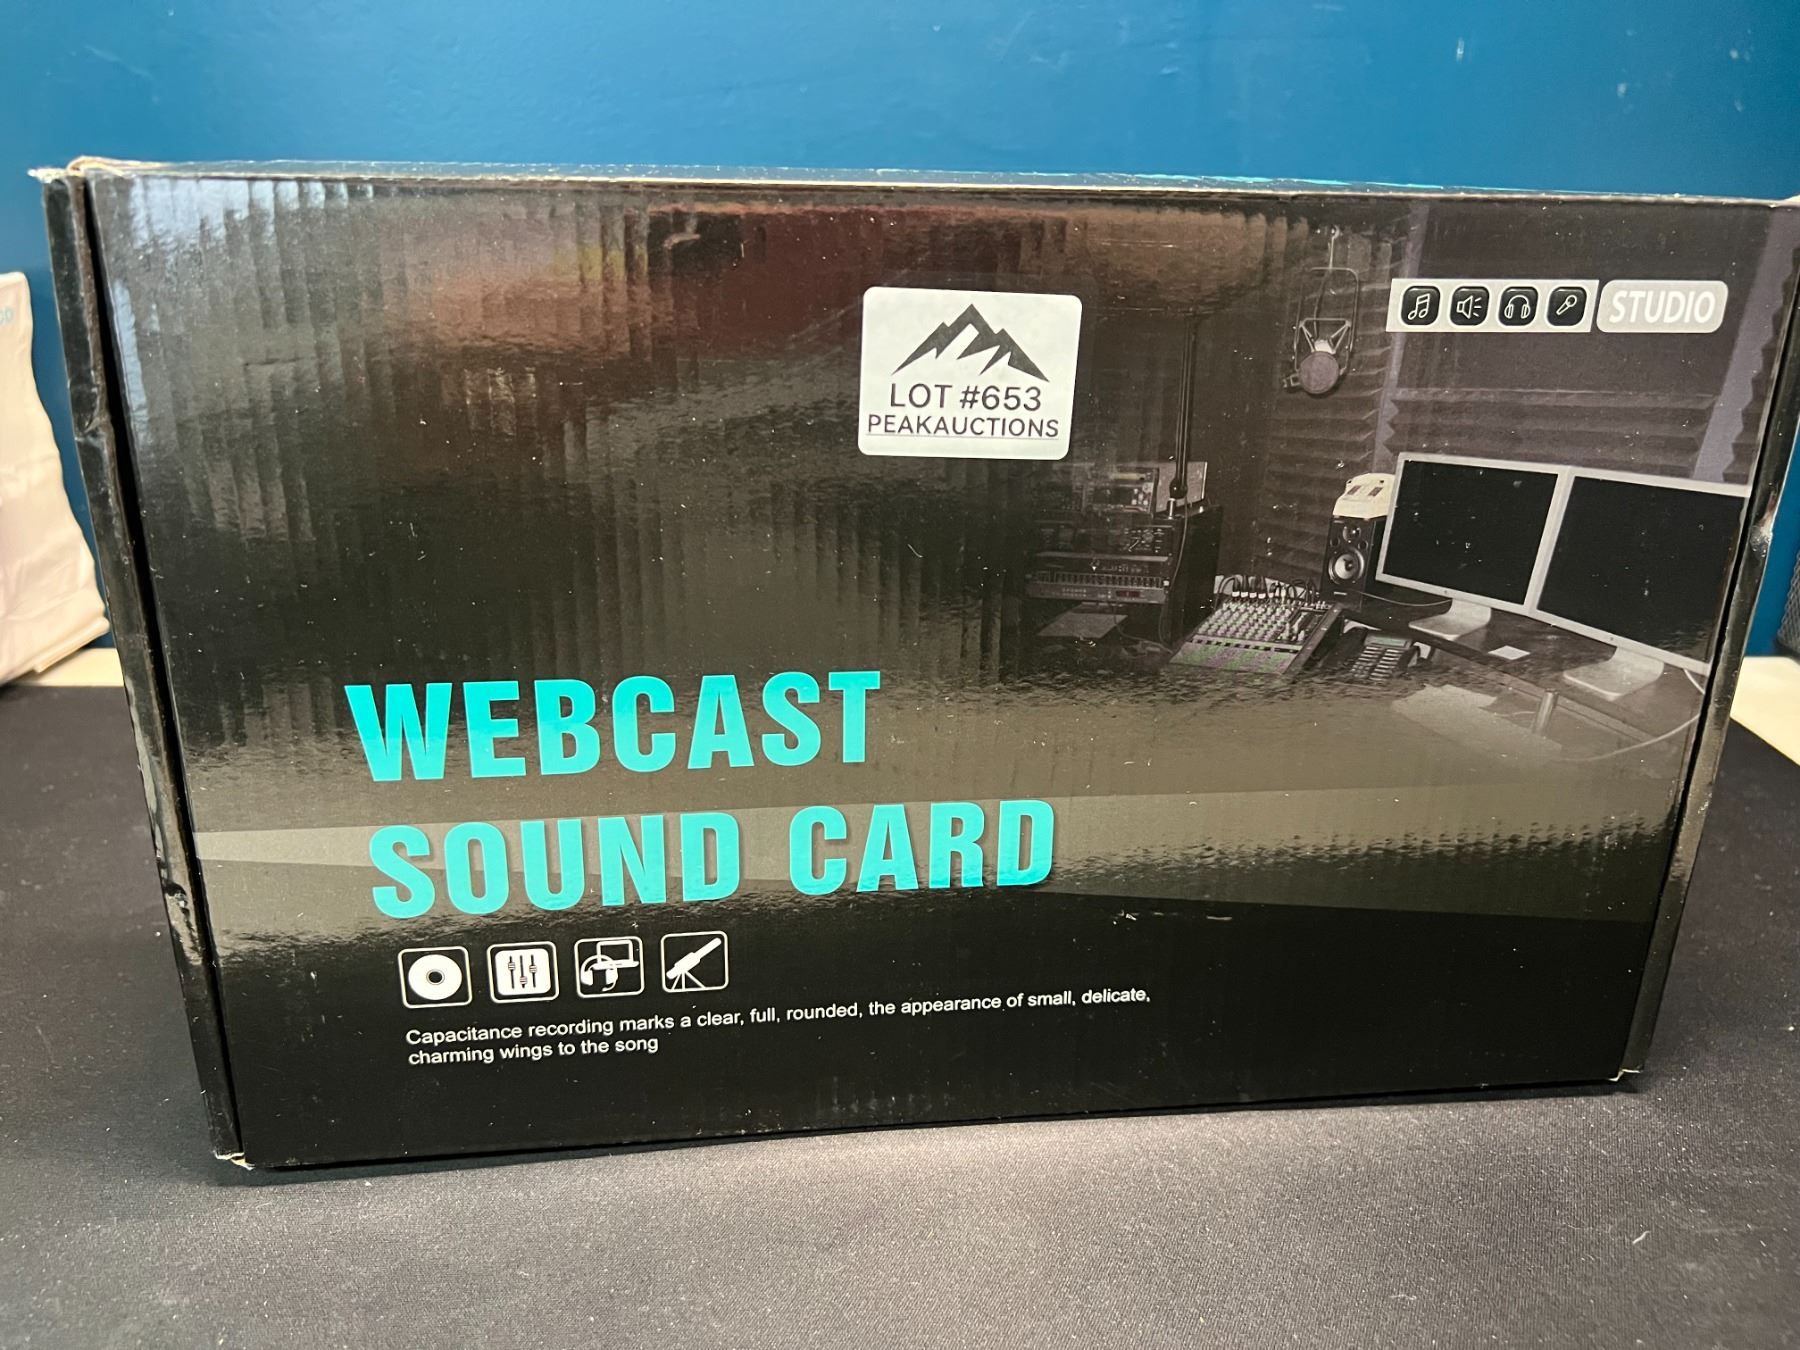 LOT #653
PEAKAUCTIONS
STUDIO
WEBCAST
SOUND CARD
Capacitance recording marks a clear, full, rounded, the appearance of small, delicate,
charming wings to the song